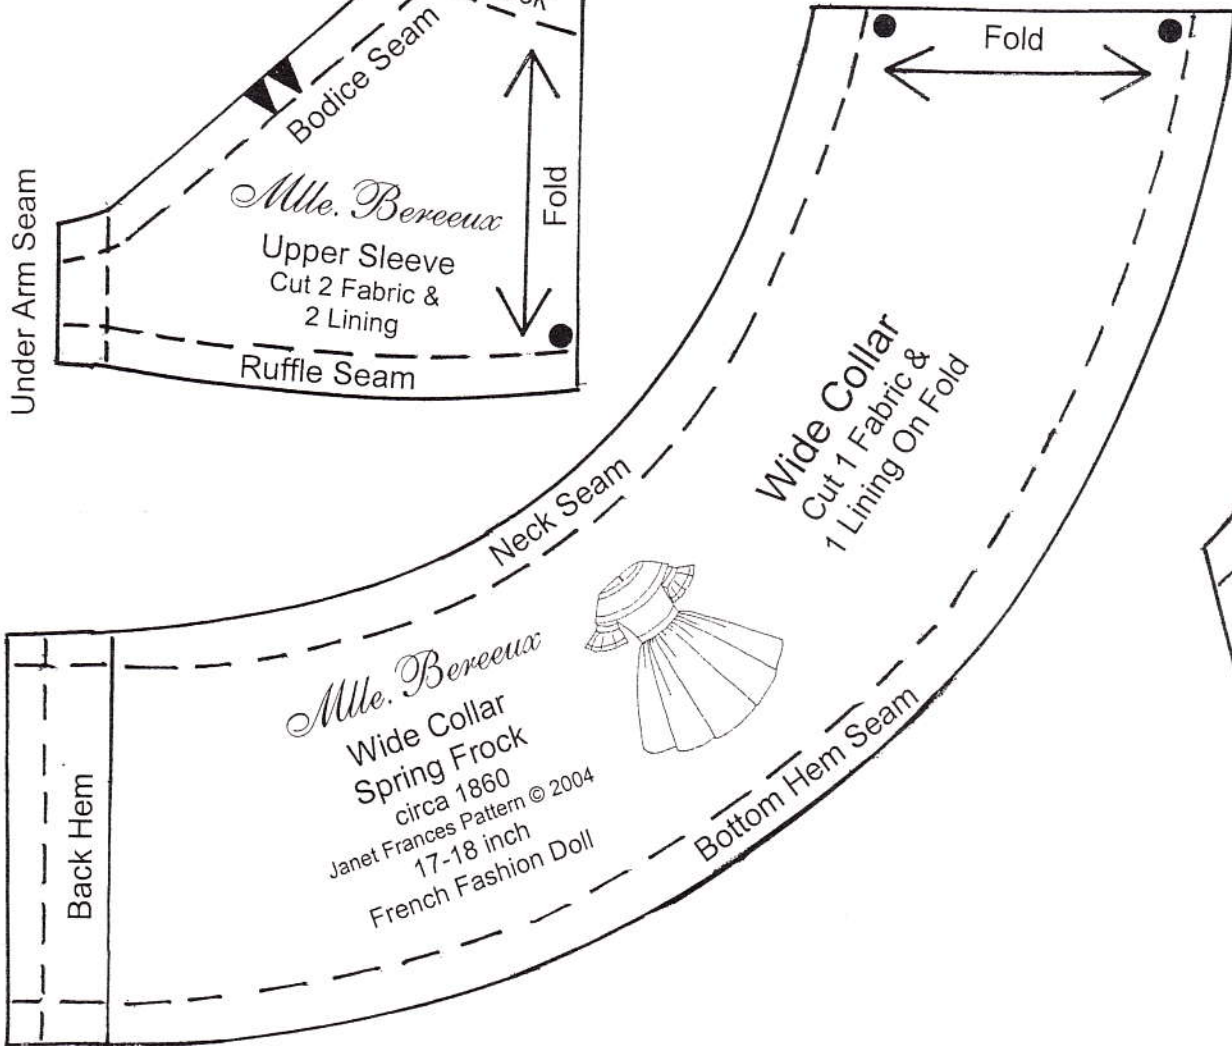 Bodice Seam
Under Arm Seam
Mlle. Bereeux
Upper Sleeve
Cut 2 Fabric &
2 Lining
Fold
Ruffle Seam
Fold
Wide Collar
Cut 1 Fabric &
1 Lining On Fold
Neck Seam
Mlle. Bereeux
Wide Collar
Spring Frock
circa 1860
Janet Frances Pattern © 2004
17-18 inch
French Fashion Doll
Back Hem
Bottom Hem Seam